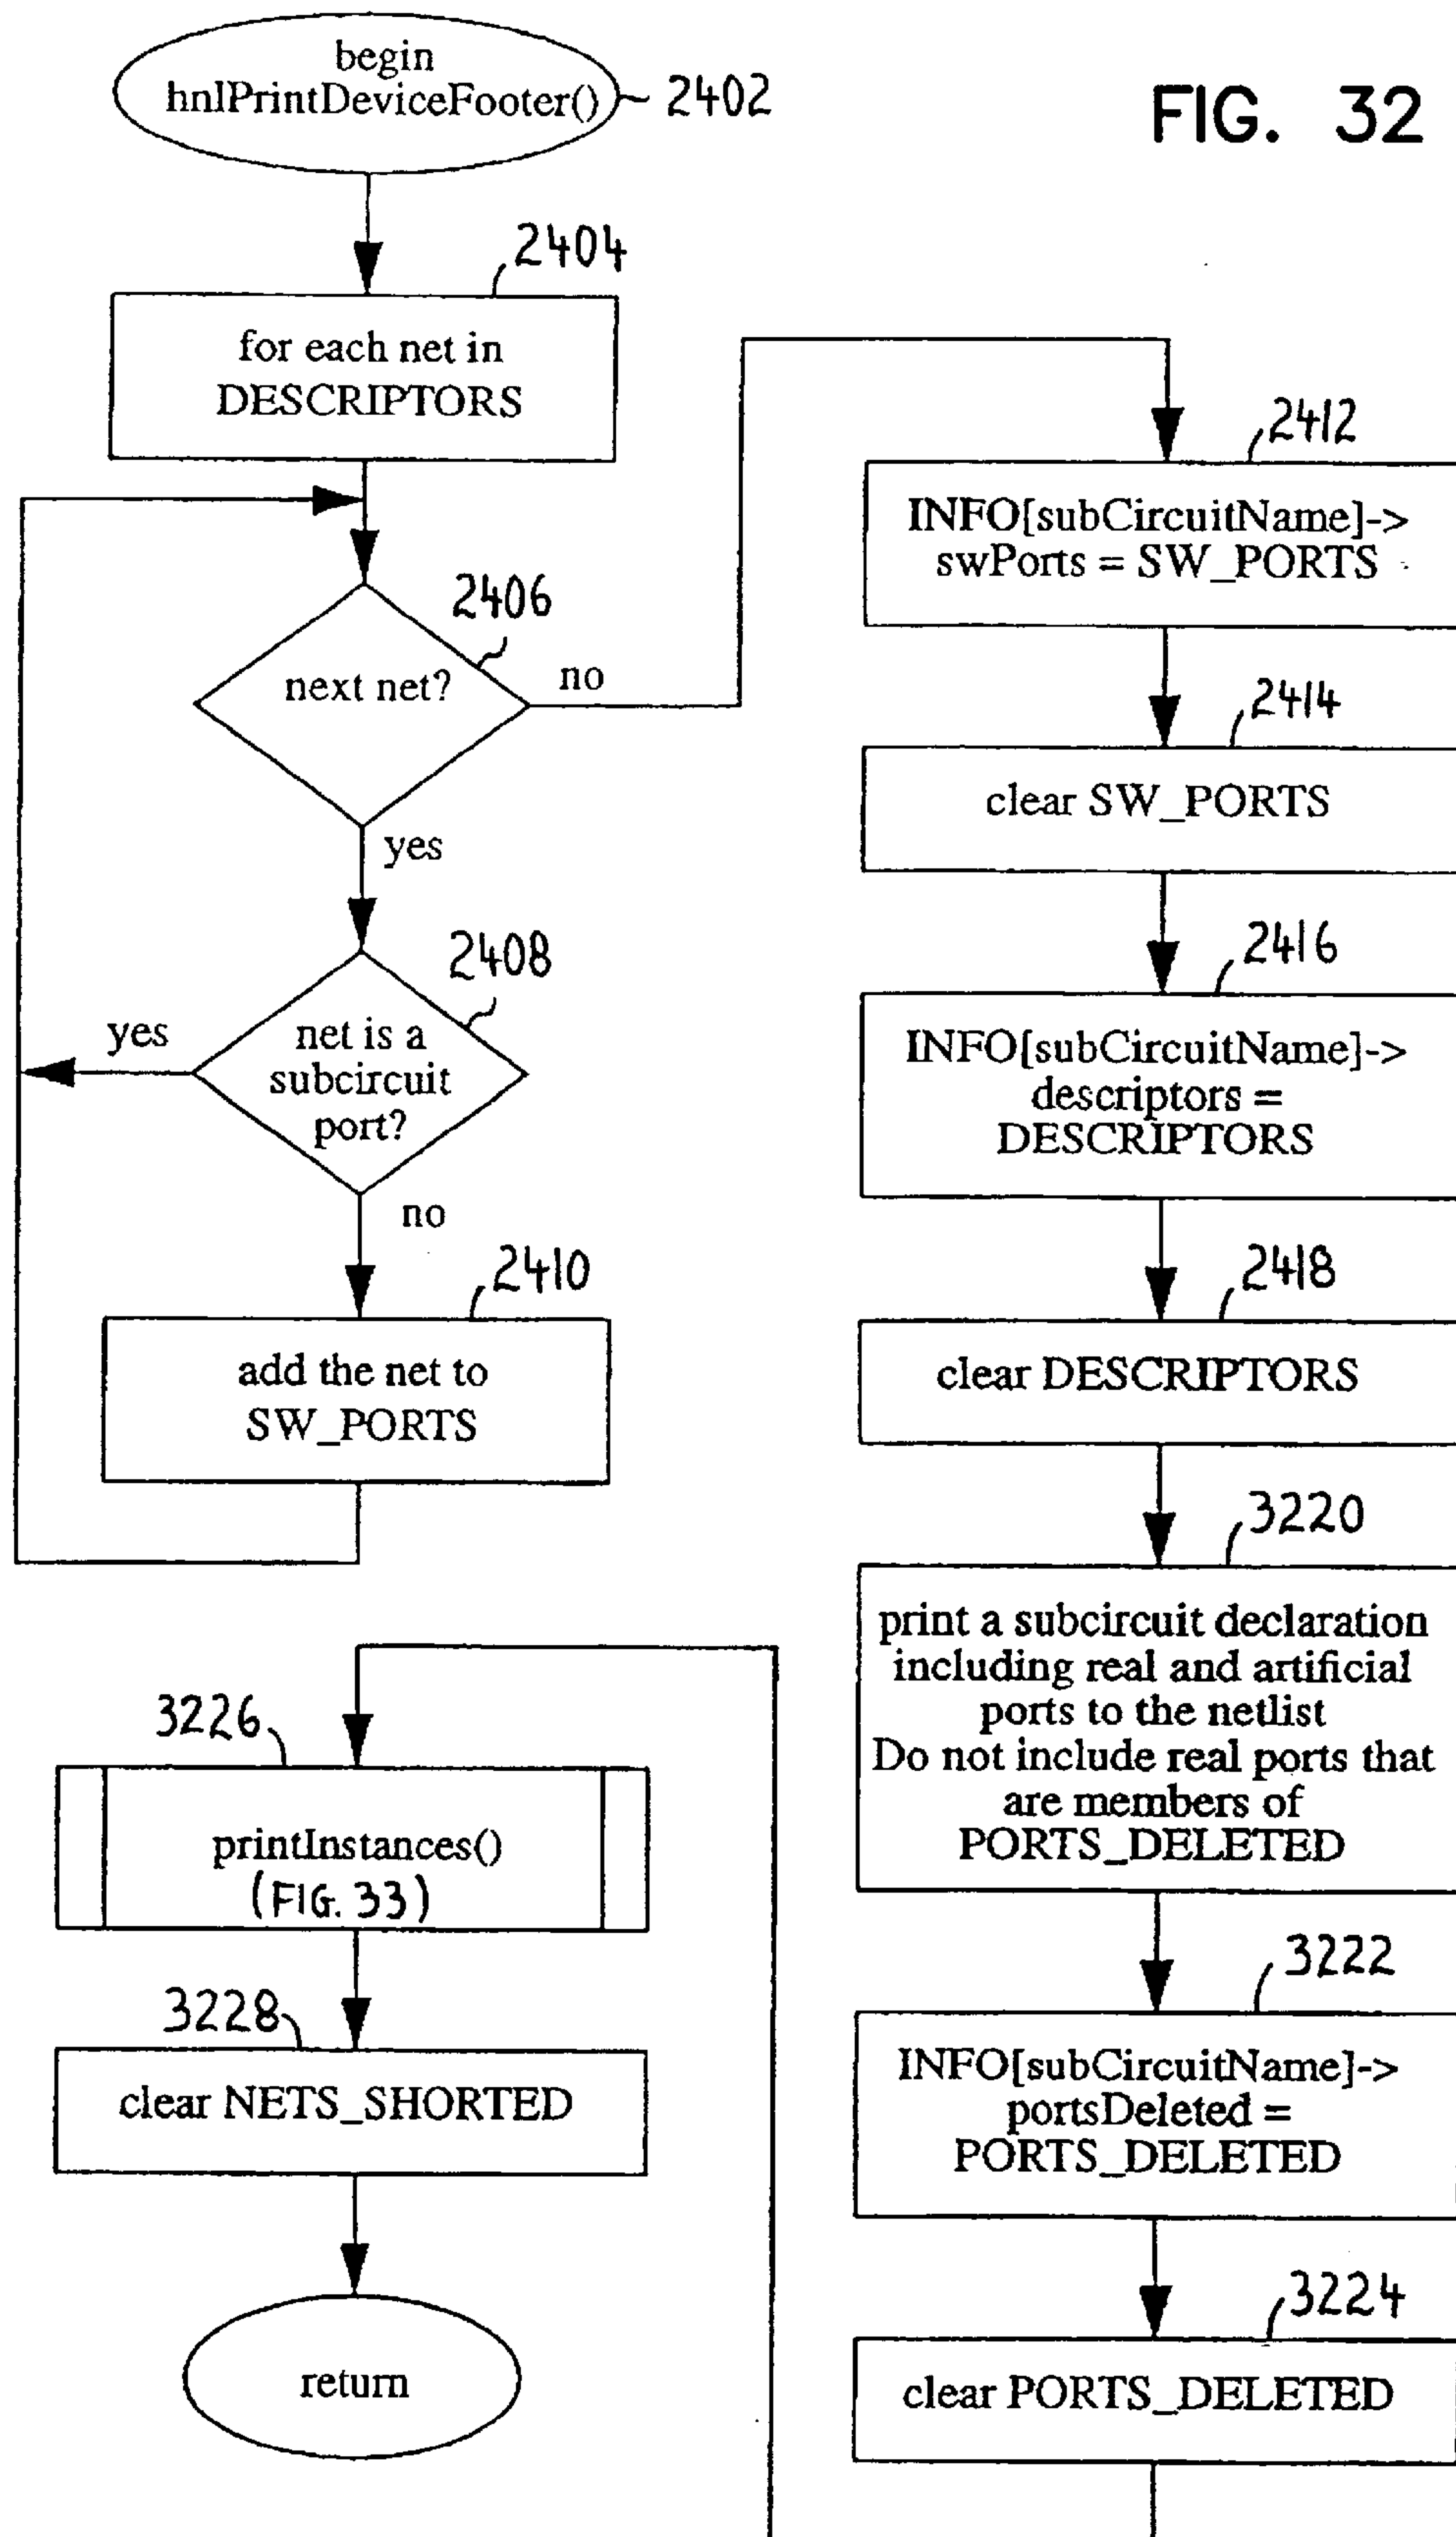 FIG. 32
begin
hnlPrintDeviceFooter()
2402
2404
for each net in
DESCRIPTORS
2406
next net?
no
yes
2408
net is a
subcircuit
port?
yes
no
2410
add the net to
SW_PORTS
2412
INFO[subCircuitName]->
swPorts = SW_PORTS
2414
clear SW_PORTS
2416
INFO[subCircuitName]->
descriptors =
DESCRIPTORS
2418
clear DESCRIPTORS
3220
print a subcircuit declaration
including real and artificial
ports to the netlist
Do not include real ports that
are members of
PORTS_DELETED
3222
INFO[subCircuitName]->
portsDeleted =
PORTS_DELETED
3224
clear PORTS_DELETED
3226
printInstances()
(FIG. 33)
3228
clear NETS_SHORTED
return